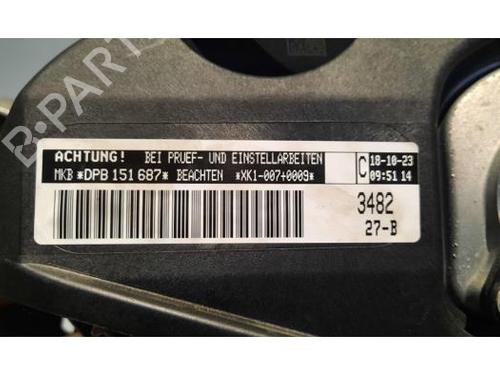 B-PARTS
ACHTUNG! BEI PRUEF- UND EINSTELLARBEITEN
MKB *DPB 151 687* BEACHTEN *XK1-007+0009*
C 18-10-23
09:51 14
3482
27-B